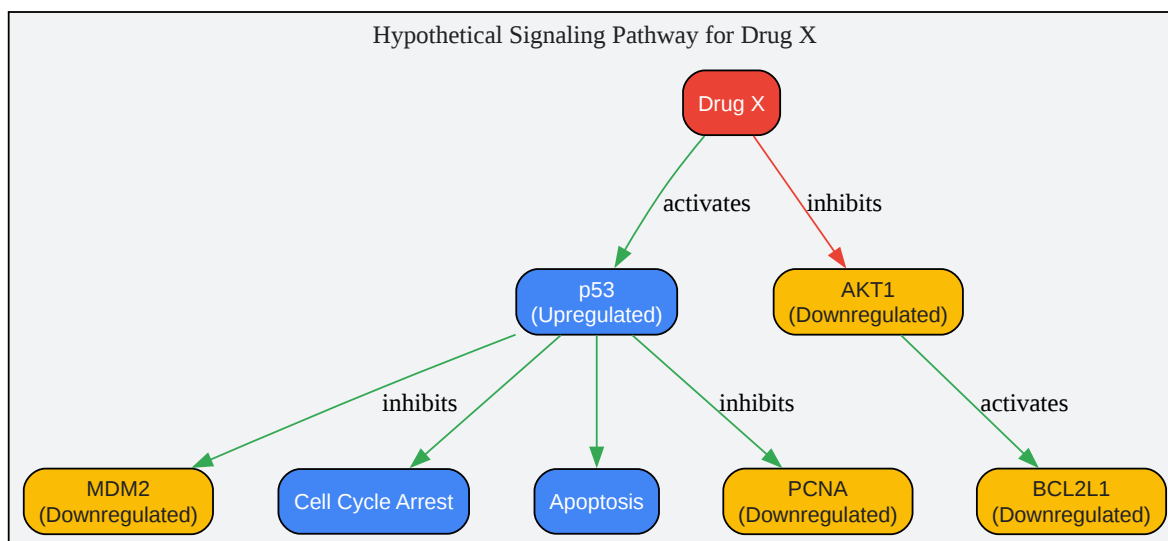 Hypothetical Signaling Pathway for Drug X
Drug X
activates
inhibits
p53
(Upregulated)
AKT1
(Downregulated)
inhibits
inhibits
activates
MDM2
(Downregulated)
Cell Cycle Arrest
Apoptosis
PCNA
(Downregulated)
BCL2L1
(Downregulated)